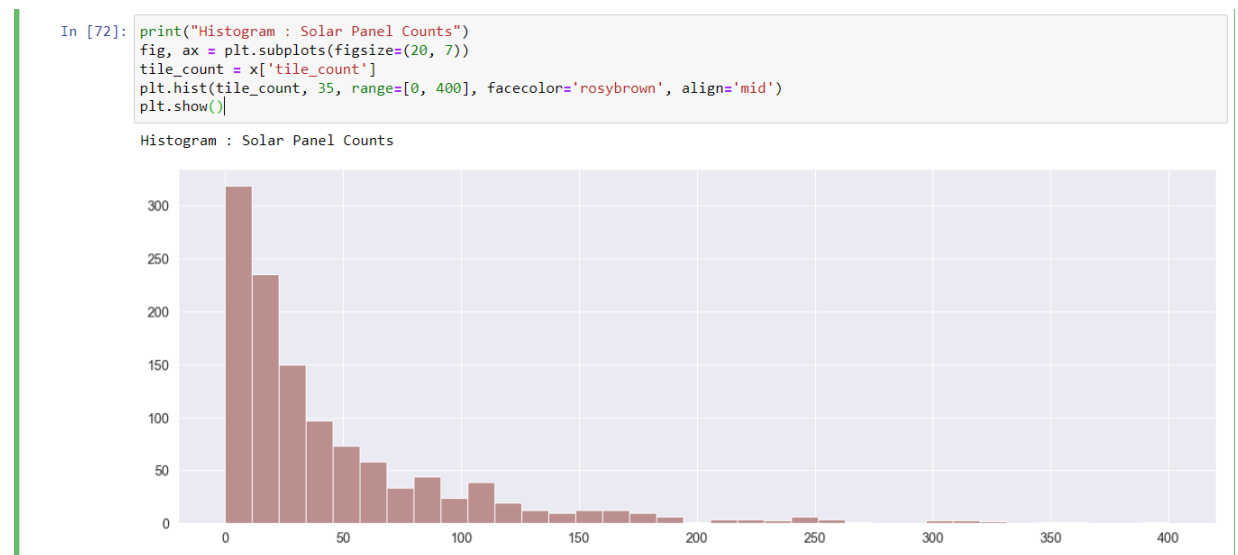 In [72]: print("Histogram : Solar Panel Counts")
fig, ax = plt.subplots(figsize=(20, 7))
tile_count = x['tile_count']
plt.hist(tile_count, 35, range=[0, 400], facecolor='rosybrown', align='mid')
plt.show()
Histogram : Solar Panel Counts
300
250
200
150
100
50
0
0 50 100 150 200 250 300 350 400